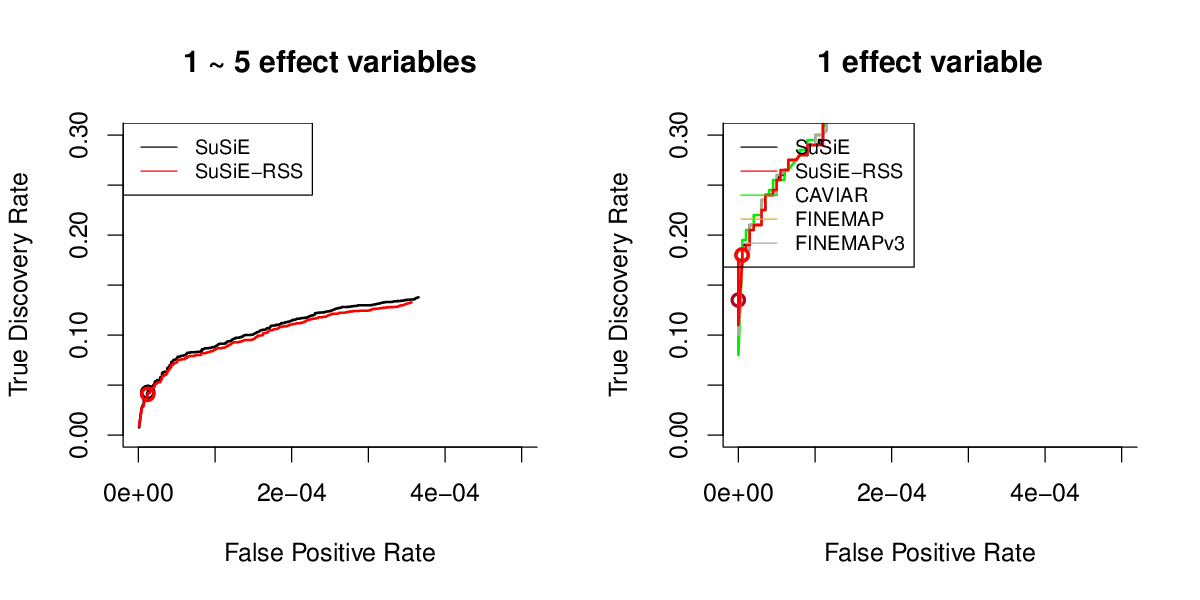 1 ~ 5 effect variables
0.30
0.20
0.10
0.00
True Discovery Rate
SuSiE
SuSiE−RSS
0e+00
2e−04
4e−04
False Positive Rate
1 effect variable
0.30
0.20
0.10
0.00
True Discovery Rate
SuSiE
SuSiE−RSS
CAVIAR
FINEMAP
FINEMAPv3
0e+00
2e−04
4e−04
False Positive Rate